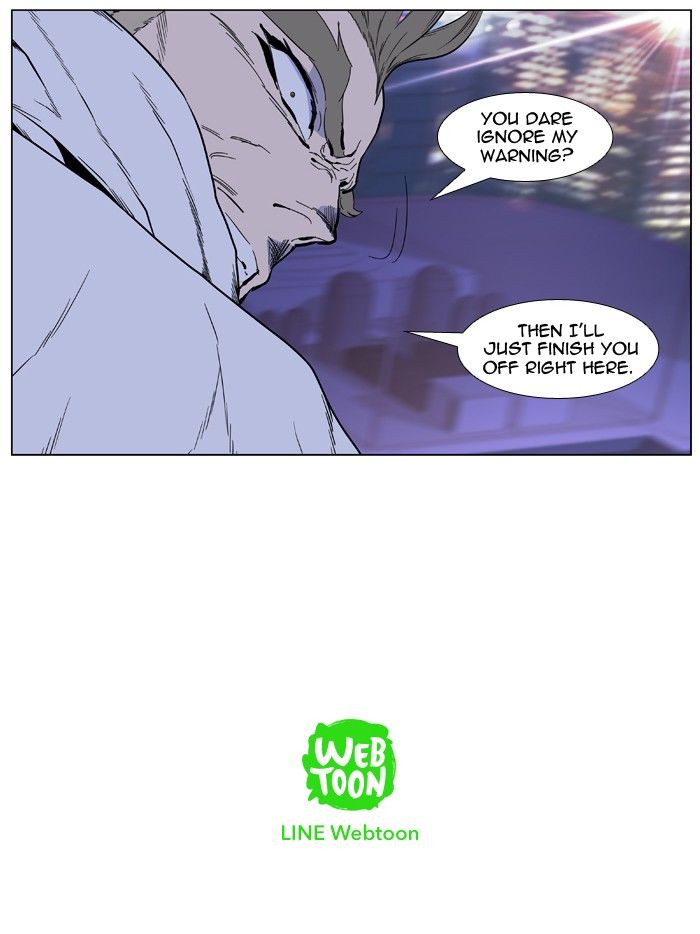 YOU DARE
IGNORE MY
WARNING?
THEN I'LL
JUST FINISH YOU
OFF RIGHT HERE.
WEB
TOON
LINE Webtoon